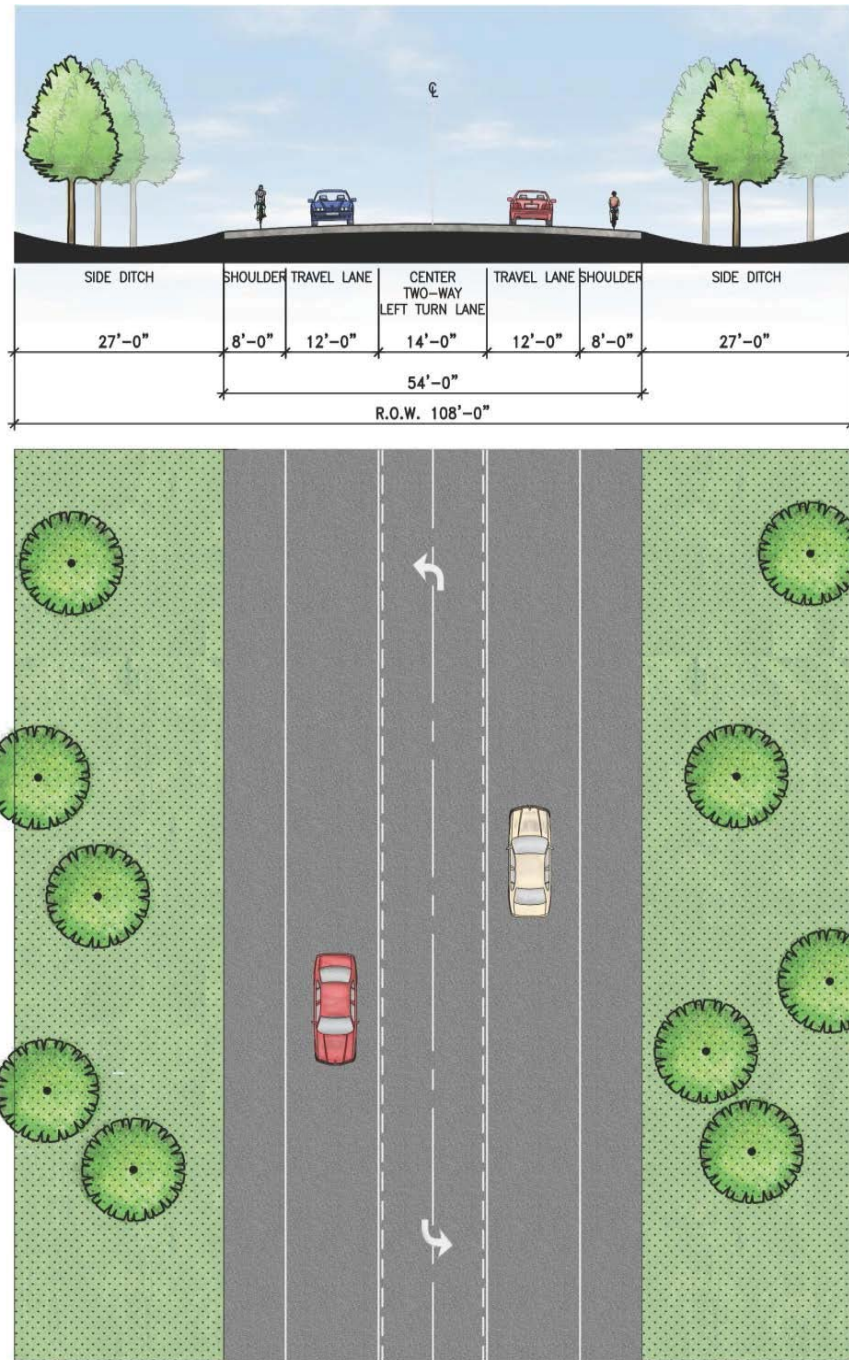 ℄
SIDE DITCH SHOULDER TRAVEL LANE CENTER TRAVEL LANE SHOULDER SIDE DITCH
TWO-WAY
LEFT TURN LANE
27'-0" 8'-0" 12'-0" 14'-0" 12'-0" 8'-0" 27'-0"
54'-0"
R.O.W. 108'-0"